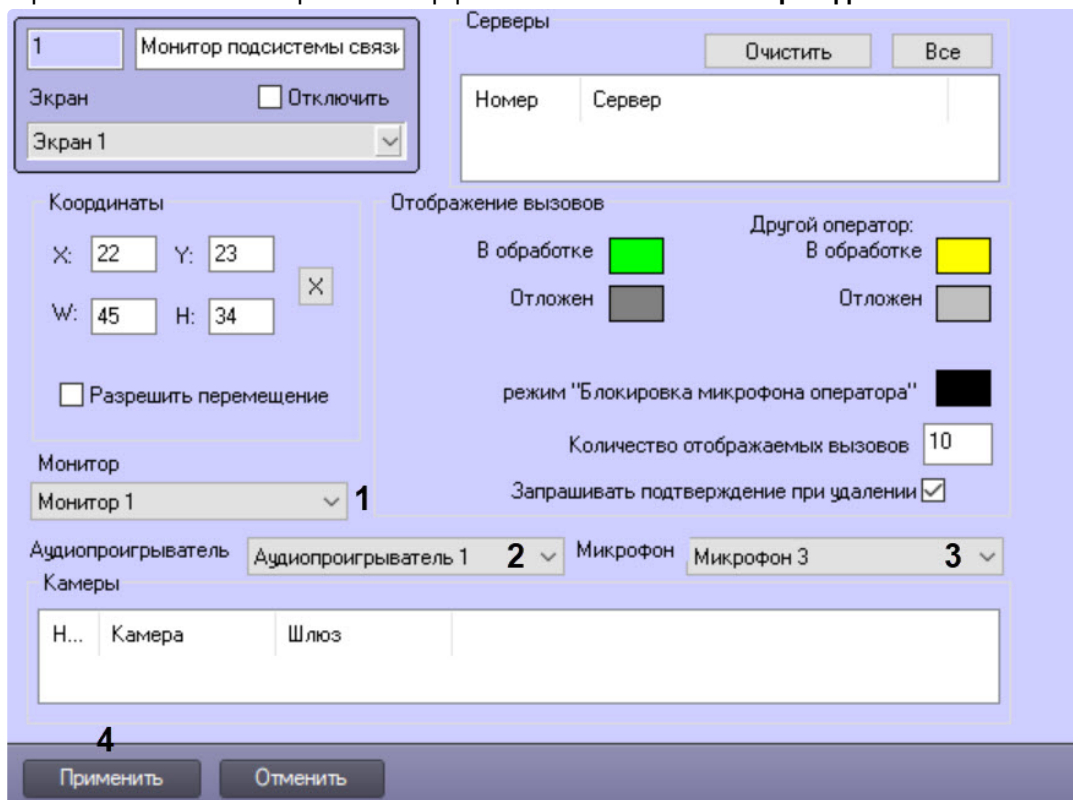 Серверы
1 Монитор подсистемы связи
Очистить Все
Экран Отключить
Номер Сервер
Экран 1
Координаты
Отображение вызовов
X: 22 Y: 23
X
W: 45 H: 34
Разрешить перемещение
Другой оператор:
В обработке В обработке
Отложен Отложен
режим "Блокировка микрофона оператора"
Количество отображаемых вызовов 10
Запрашивать подтверждение при удалении
Монитор
Монитор 1 1
Аудиопроигрыватель Аудиопроигрыватель 1 2 Микрофон Микрофон 3 3
Камеры
Н... Камера Шлюз
4
Применить Отменить